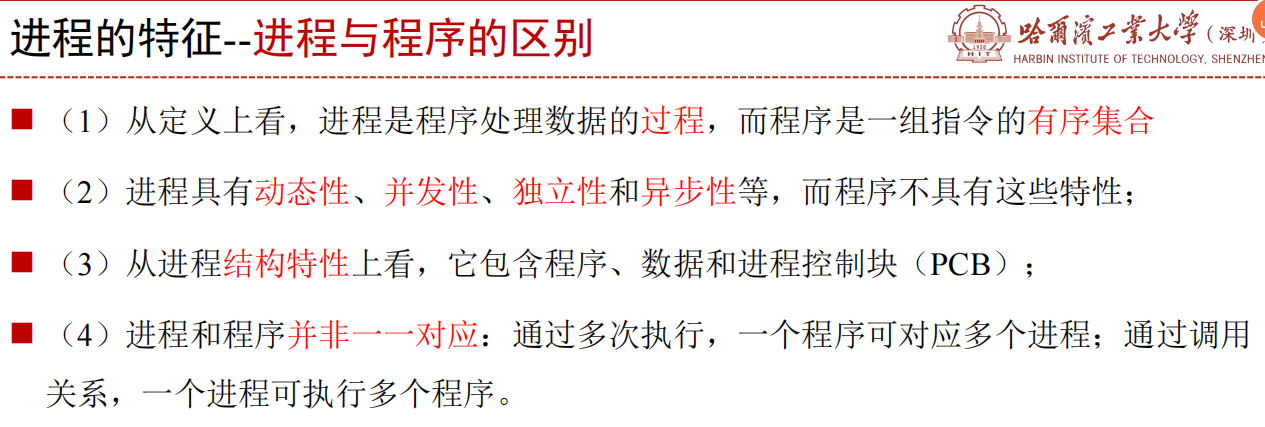 进程的特征--进程与程序的区别
哈爾濱工業大學（深圳
HARBIN INSTITUTE OF TECHNOLOGY, SHENZHEN
1920
HIT
（1）从定义上看，进程是程序处理数据的过程，而程序是一组指令的有序集合
（2）进程具有动态性、并发性、独立性和异步性等，而程序不具有这些特性；
（3）从进程结构特性上看，它包含程序、数据和进程控制块（PCB）；
（4）进程和程序并非一一对应：通过多次执行，一个程序可对应多个进程；通过调用
关系，一个进程可执行多个程序。